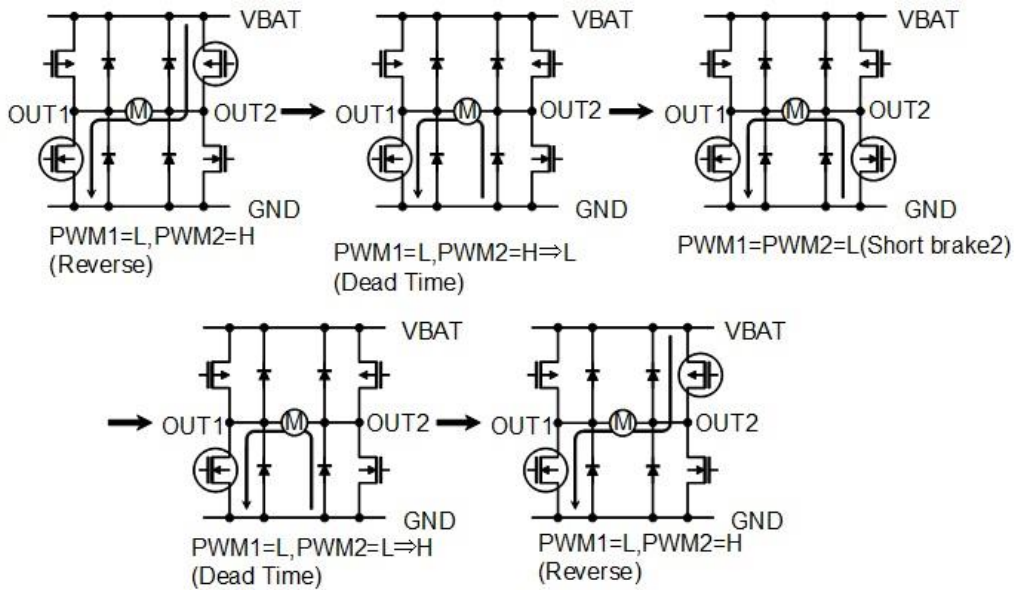 VBAT
OUT1 M OUT2
GND
PWM1=L,PWM2=H
(Reverse)
VBAT
OUT1 M OUT2
GND
PWM1=L,PWM2=H⇒L
(Dead Time)
VBAT
OUT1 M OUT2
GND
PWM1=PWM2=L(Short brake2)
VBAT
OUT1 M OUT2
GND
PWM1=L,PWM2=L⇒H
(Dead Time)
VBAT
OUT1 M OUT2
GND
PWM1=L,PWM2=H
(Reverse)